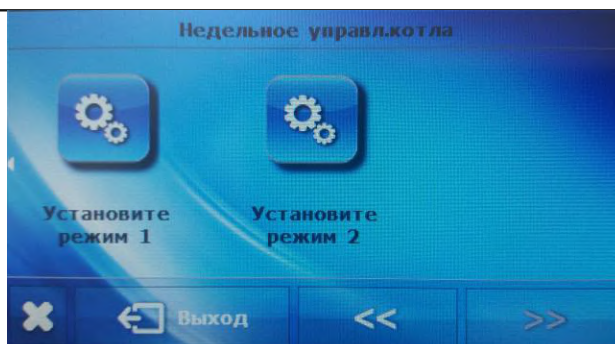 Недельное управл.котла
Установите
режим 1
Установите
режим 2
Выход
<<
>>